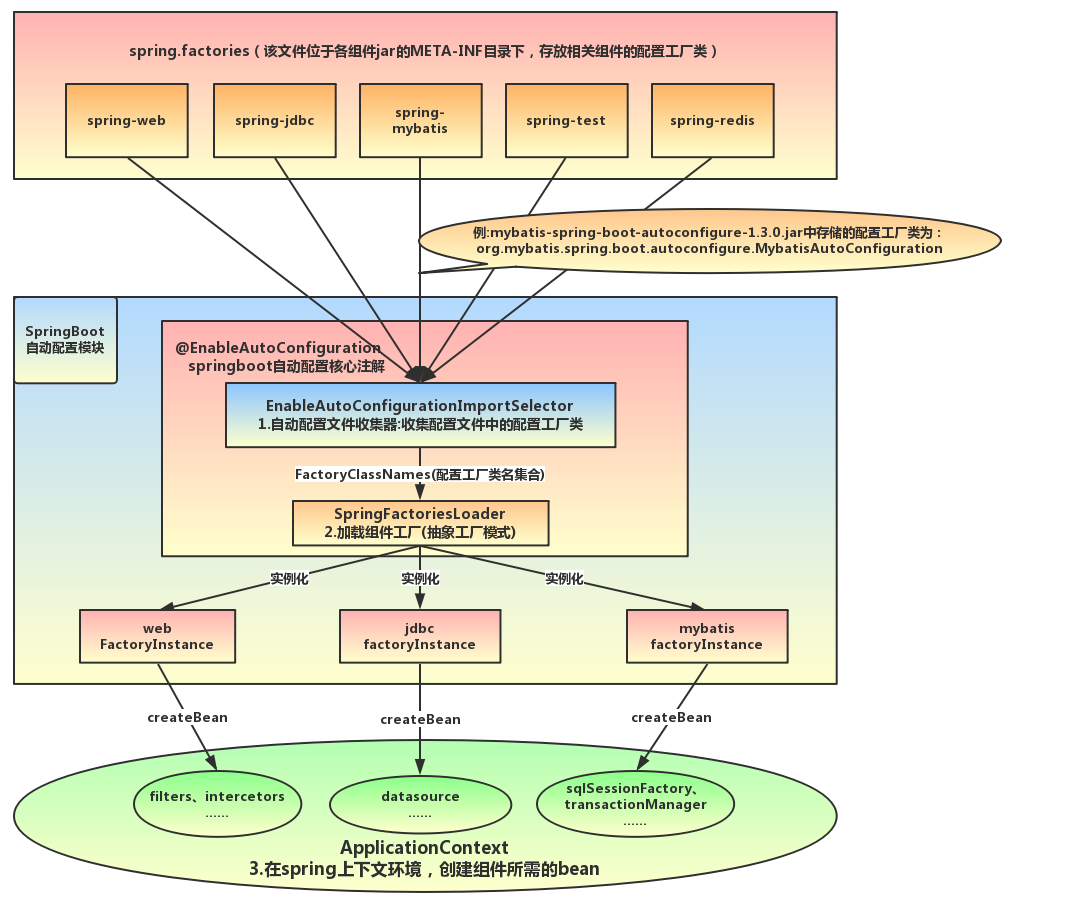 spring.factories（该文件位于各组件jar的META-INF目录下，存放相关组件的配置工厂类）
spring-web
spring-jdbc
spring-
mybatis
spring-test
spring-redis
例:mybatis-spring-boot-autoconfigure-1.3.0.jar中存储的配置工厂类为：
org.mybatis.spring.boot.autoconfigure.MybatisAutoConfiguration
SpringBoot
自动配置模块
@EnableAutoConfiguration
springboot自动配置核心注解
EnableAutoConfigurationImportSelector
1.自动配置文件收集器:收集配置文件中的配置工厂类
FactoryClassNames(配置工厂类名集合)
SpringFactoriesLoader
2.加载组件工厂(抽象工厂模式)
实例化
实例化
实例化
web
FactoryInstance
jdbc
factoryInstance
mybatis
factoryInstance
createBean
createBean
createBean
filters、intercetors
......
datasource
......
sqlSessionFactory、
transactionManager
......
ApplicationContext
3.在spring上下文环境，创建组件所需的bean